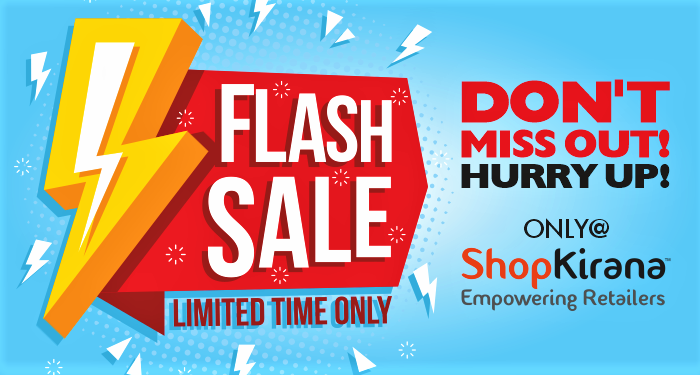 FLASH
SALE
LIMITED TIME ONLY
DON'T
MISS OUT!
HURRY UP!
ONLY@
ShopKirana™
Empowering Retailers